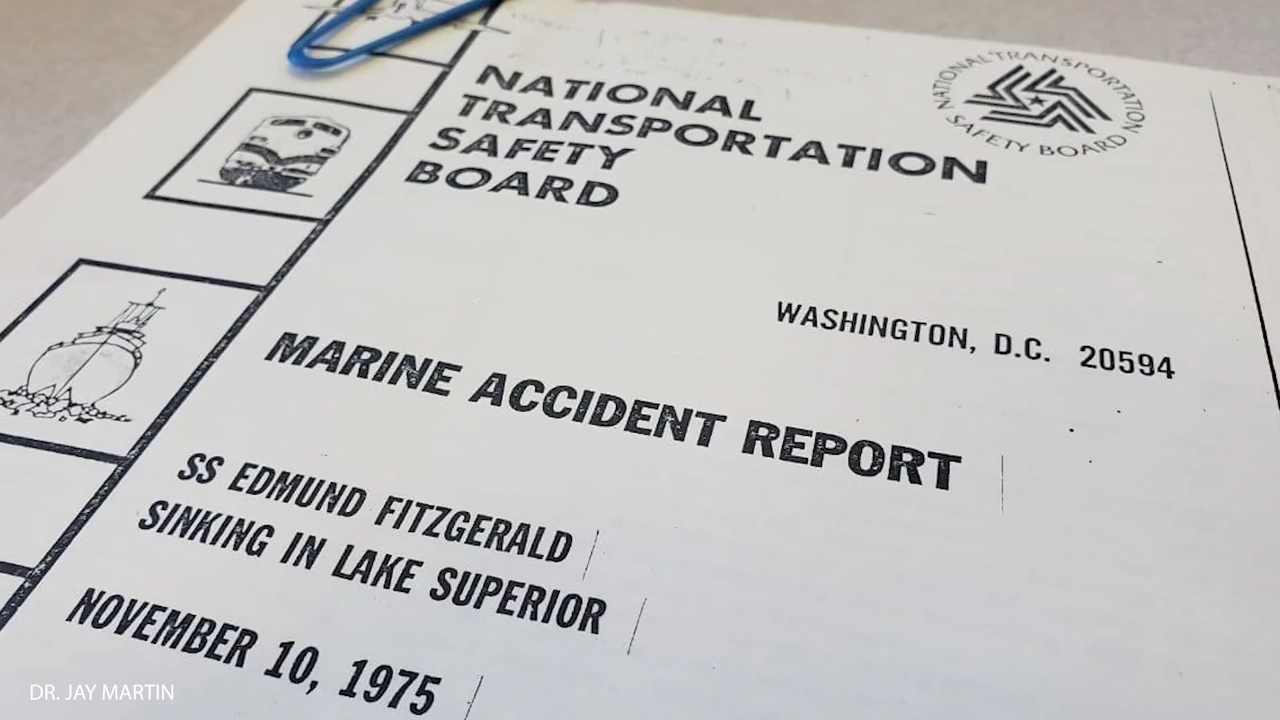 NATIONAL
TRANSPORTATION
SAFETY
BOARD
NATIONAL TRANSPORTATION
SAFETY BOARD
WASHINGTON, D.C. 20594
MARINE ACCIDENT REPORT
SS EDMUND FITZGERALD
SINKING IN LAKE SUPERIOR
NOVEMBER 10, 1975
DR. JAY MARTIN